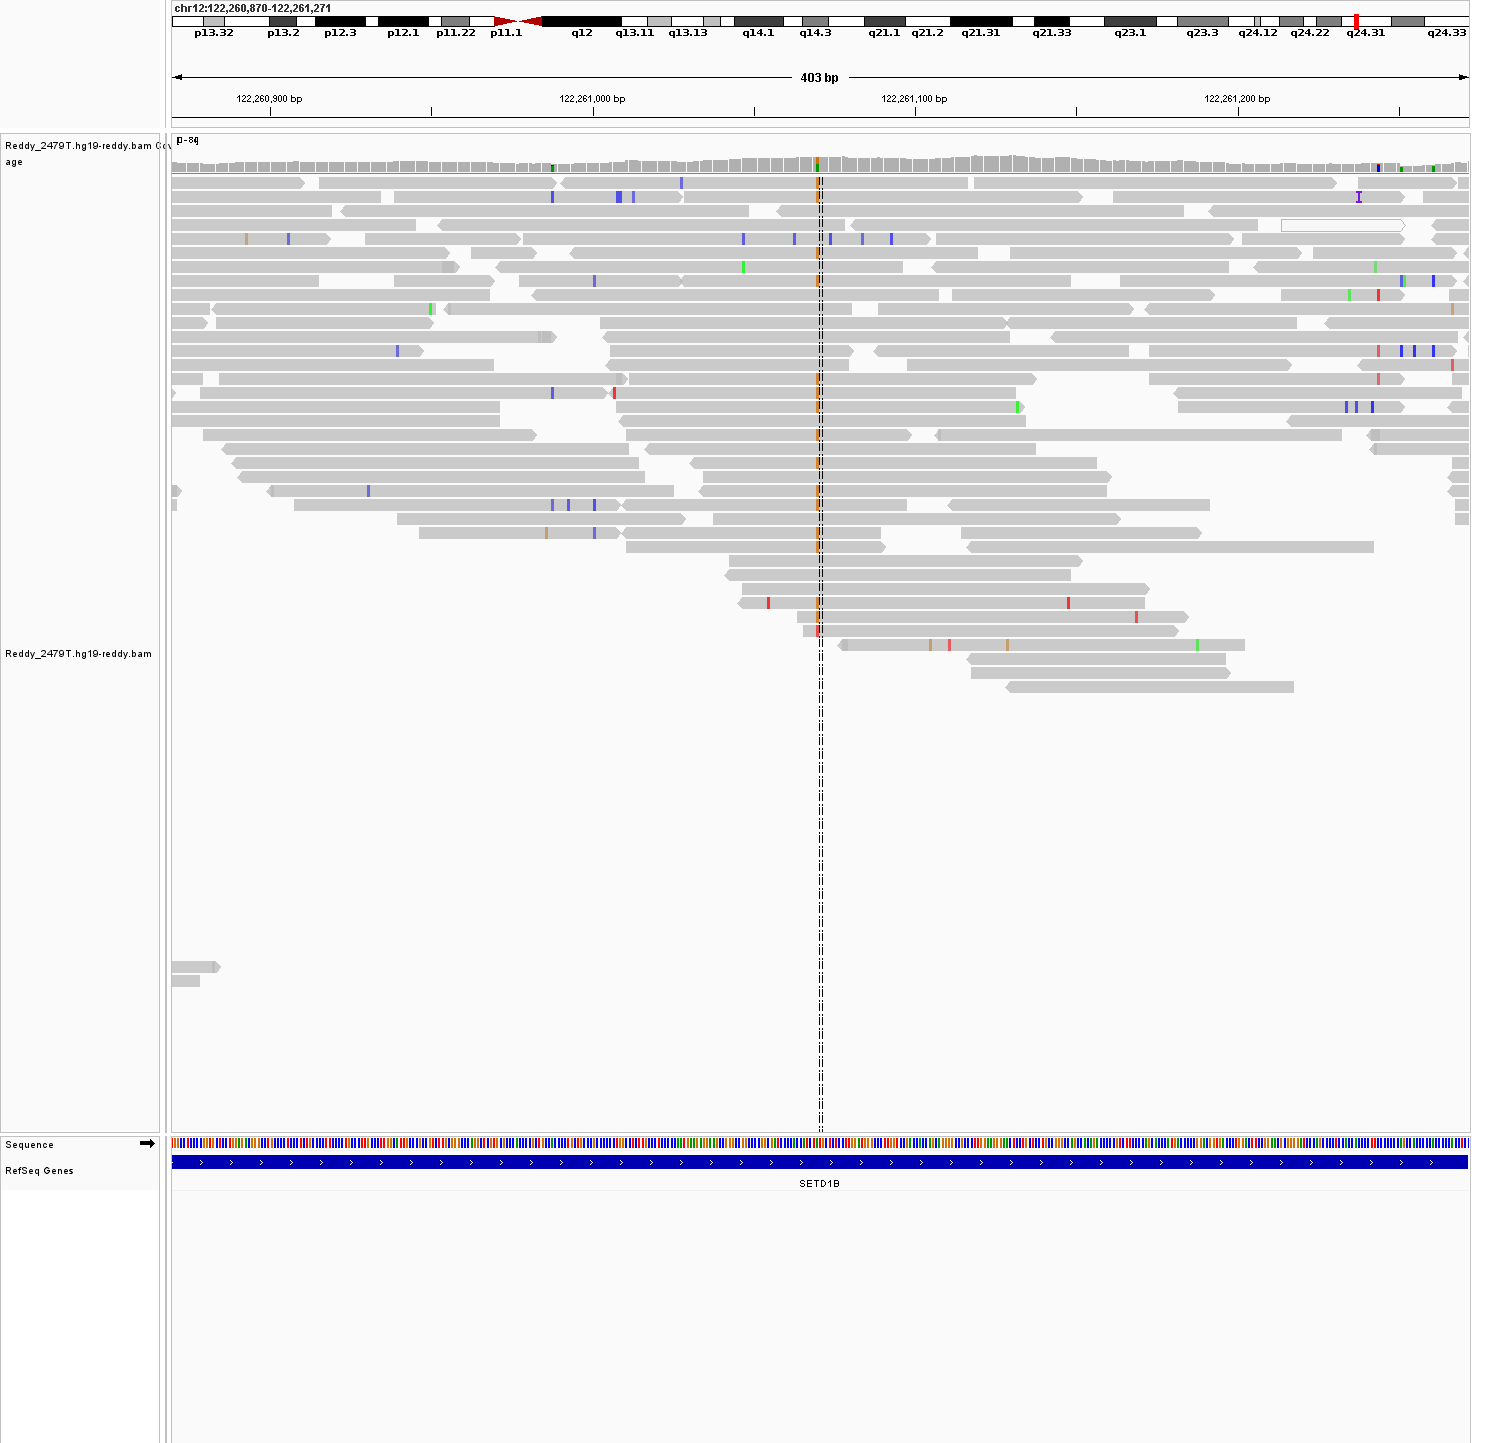 chr12:122,260,870-122,261,271
p13.32 p13.2 p12.3 p12.1 p11.22 p11.1 q12 q13.11 q13.13 q14.1 q14.3 q21.1 q21.2 q21.31 q21.33 q23.1 q23.3 q24.12 q24.22 q24.31 q24.33
403 bp
122,260,900 bp 122,261,000 bp 122,261,100 bp 122,261,200 bp
Reddy_2479T.hg19-reddy.bam Cov
age
Reddy_2479T.hg19-reddy.bam
Sequence
RefSeq Genes
SETD1B